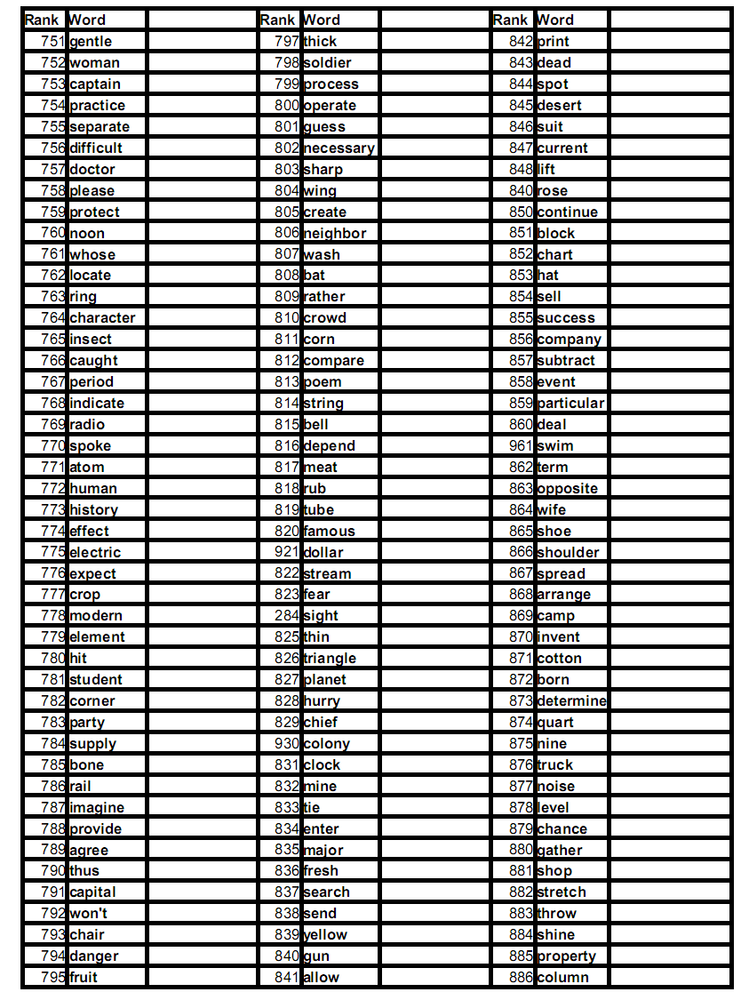 Rank Word Rank Word Rank Word
751 gentle 797 thick 842 print
752 woman 798 soldier 843 dead
753 captain 799 process 844 spot
754 practice 800 operate 845 desert
755 separate 801 guess 846 suit
756 difficult 802 necessary 847 current
757 doctor 803 sharp 848 lift
758 please 804 wing 840 rose
759 protect 805 create 850 continue
760 noon 806 neighbor 851 block
761 whose 807 wash 852 chart
762 locate 808 bat 853 hat
763 ring 809 rather 854 sell
764 character 810 crowd 855 success
765 insect 811 corn 856 company
766 caught 812 compare 857 subtract
767 period 813 poem 858 event
768 indicate 814 string 859 particular
769 radio 815 bell 860 deal
770 spoke 816 depend 961 swim
771 atom 817 meat 862 term
772 human 818 rub 863 opposite
773 history 819 tube 864 wife
774 effect 820 famous 865 shoe
775 electric 921 dollar 866 shoulder
776 expect 822 stream 867 spread
777 crop 823 fear 868 arrange
778 modern 284 sight 869 camp
779 element 825 thin 870 invent
780 hit 826 triangle 871 cotton
781 student 827 planet 872 born
782 corner 828 hurry 873 determine
783 party 829 chief 874 quart
784 supply 930 colony 875 nine
785 bone 831 clock 876 truck
786 rail 832 mine 877 noise
787 imagine 833 tie 878 level
788 provide 834 enter 879 chance
789 agree 835 major 880 gather
790 thus 836 fresh 881 shop
791 capital 837 search 882 stretch
792 won't 838 send 883 throw
793 chair 839 yellow 884 shine
794 danger 840 gun 885 property
795 fruit 841 allow 886 column